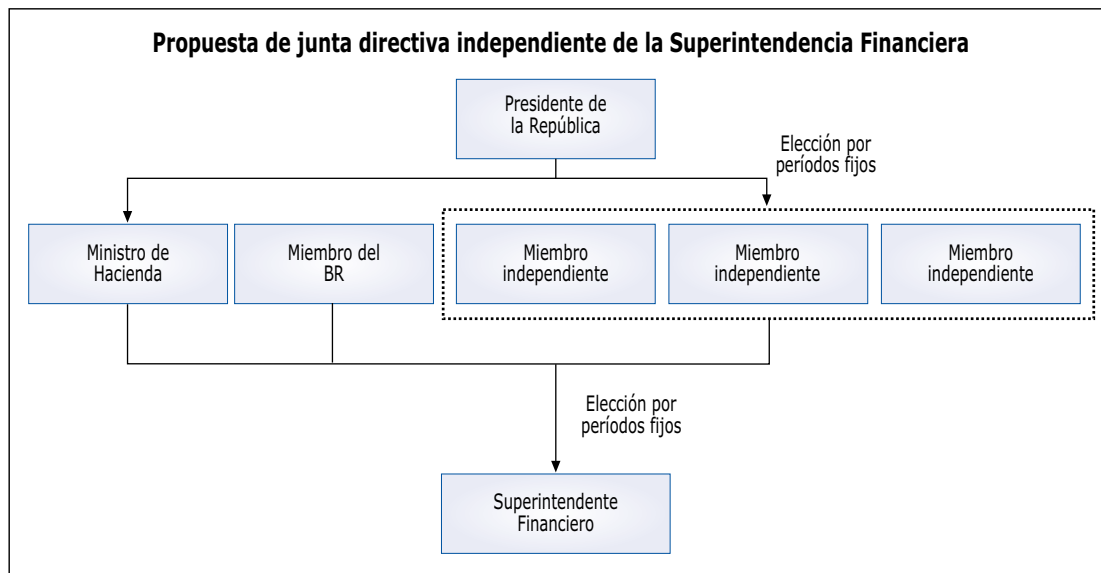 Propuesta de junta directiva independiente de la Superintendencia Financiera
Presidente de
la República
Elección por
períodos fijos
Ministro de
Hacienda
Miembro del
BR
Miembro
independiente
Miembro
independiente
Miembro
independiente
Elección por
períodos fijos
Superintendente
Financiero